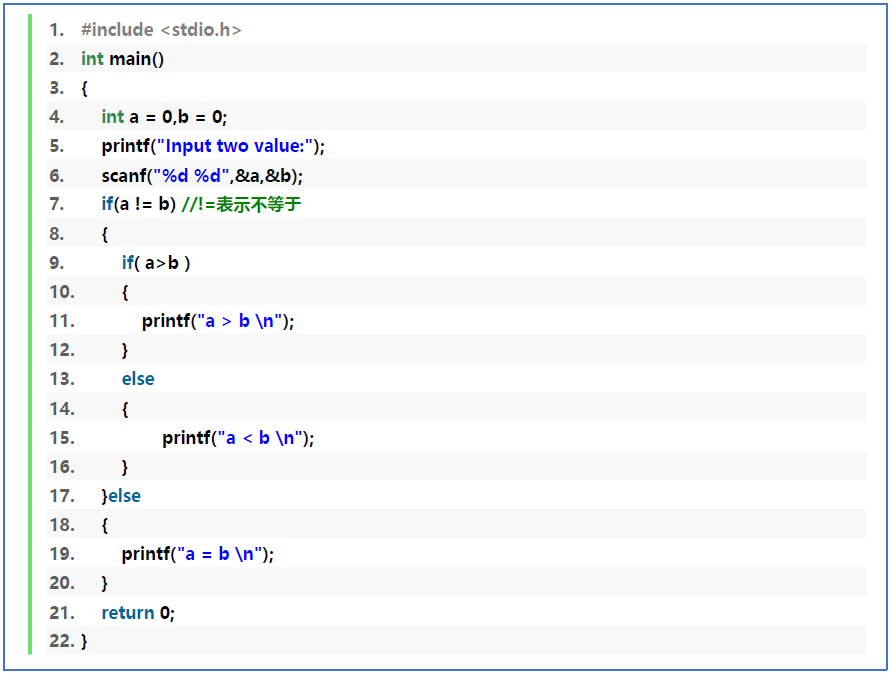 1. #include <stdio.h>
2. int main()
3. {
4. int a = 0,b = 0;
5. printf("Input two value:");
6. scanf("%d %d",&a,&b);
7. if(a != b) //!=表示不等于
8. {
9. if( a>b )
10. {
11. printf("a > b \n");
12. }
13. else
14. {
15. printf("a < b \n");
16. }
17. }else
18. {
19. printf("a = b \n");
20. }
21. return 0;
22. }